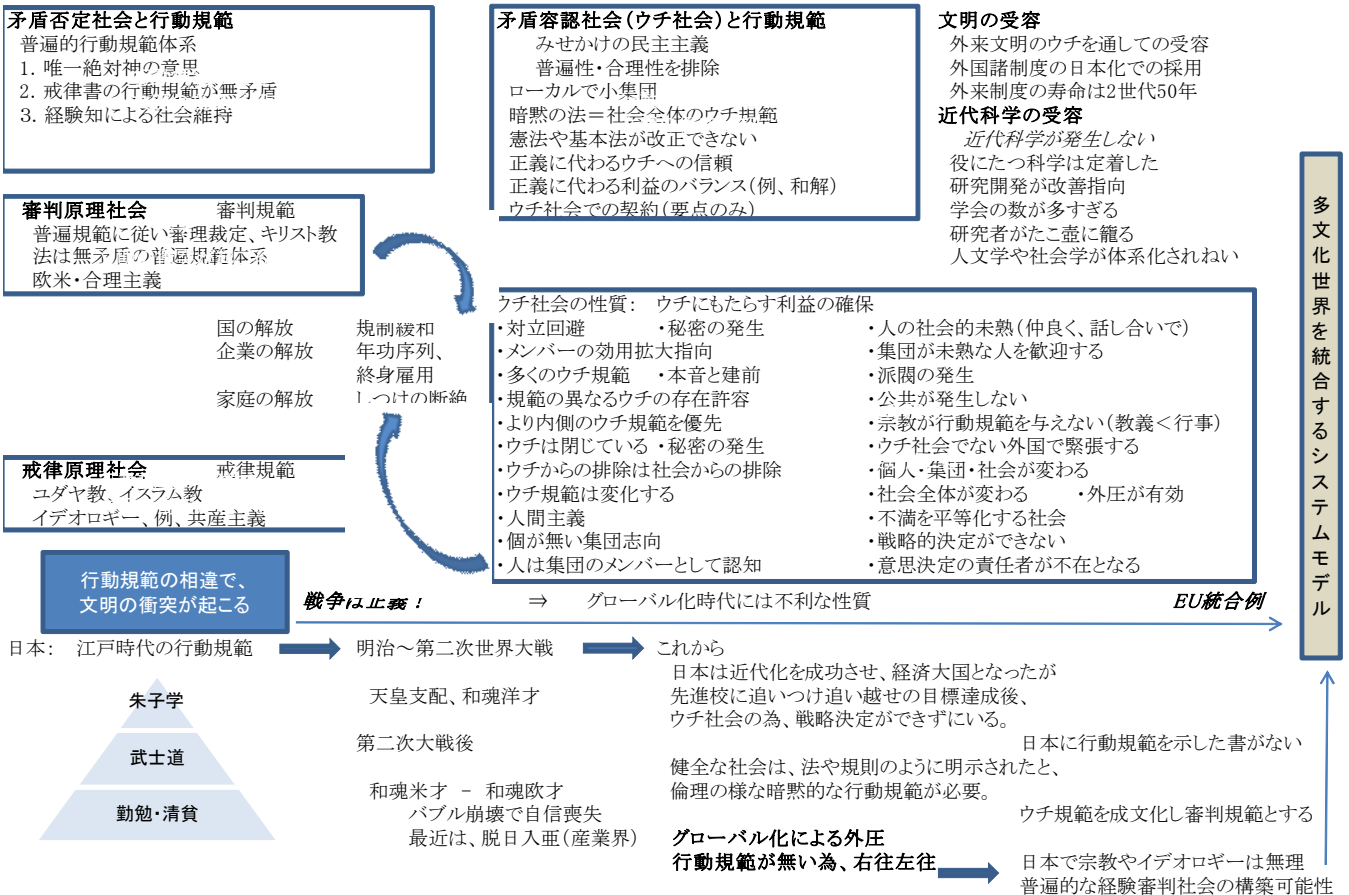 矛盾否定社会と行動規範
普遍的行動規範体系
1. 唯一絶対神の意思
2. 戒律書の行動規範が無矛盾
3. 経験知による社会維持
審判原理社会 審判規範
普遍規範に従い審理裁定、キリスト教
法は無矛盾の普遍規範体系
欧米・合理主義
国の解放 規制緩和
企業の解放 年功序列、
終身雇用
家庭の解放 しつけの断絶
戒律原理社会 戒律規範
ユダヤ教、イスラム教
イデオロギー、例、共産主義
矛盾容認社会(ウチ社会)と行動規範
みせかけの民主主義
普遍性・合理性を排除
ローカルで小集団
暗黙の法=社会全体のウチ規範
憲法や基本法が改正できない
正義に代わるウチへの信頼
正義に代わる利益のバランス(例、和解)
ウチ社会での契約(要点のみ)
文明の受容
外来文明のウチを通しての受容
外国諸制度の日本化での採用
外来制度の寿命は2世代50年
近代科学の受容
近代科学が発生しない
役にたつ科学は定着した
研究開発が改善指向
学会の数が多すぎる
研究者がたこ壺に籠る
人文学や社会学が体系化されねい
ウチ社会の性質: ウチにもたらす利益の確保
・対立回避 ・秘密の発生 ・人の社会的未熟(仲良く、話し合いで)
・メンバーの効用拡大指向 ・集団が未熟な人を歓迎する
・多くのウチ規範 ・本音と建前 ・派閥の発生
・規範の異なるウチの存在許容 ・公共が発生しない
・より内側のウチ規範を優先 ・宗教が行動規範を与えない(教義<行事)
・ウチは閉じている ・秘密の発生 ・ウチ社会でない外国で緊張する
・ウチからの排除は社会からの排除 ・個人・集団・社会が変わる
・ウチ規範は変化する ・社会全体が変わる ・外圧が有効
・人間主義 ・不満を平等化する社会
・個が無い集団志向 ・戦略的決定ができない
・人は集団のメンバーとして認知 ・意思決定の責任者が不在となる
多文化世界を統合するシステムモデル
行動規範の相違で、
文明の衝突が起こる
戦争は正義! ⇒ グローバル化時代には不利な性質 EU統合例
日本: 江戸時代の行動規範 明治~第二次世界大戦 これから
朱子学
武士道
勤勉・清貧
天皇支配、和魂洋才
第二次大戦後
和魂米才 - 和魂欧才
バブル崩壊で自信喪失
最近は、脱日入亜(産業界)
日本は近代化を成功させ、経済大国となったが
先進校に追いつけ追い越せの目標達成後、
ウチ社会の為、戦略決定ができずにいる。
日本に行動規範を示した書がない
健全な社会は、法や規則のように明示されたと、
倫理の様な暗黙的な行動規範が必要。
ウチ規範を成文化し審判規範とする
グローバル化による外圧
行動規範が無い為、右往左往
日本で宗教やイデオロギーは無理
普遍的な経験審判社会の構築可能性